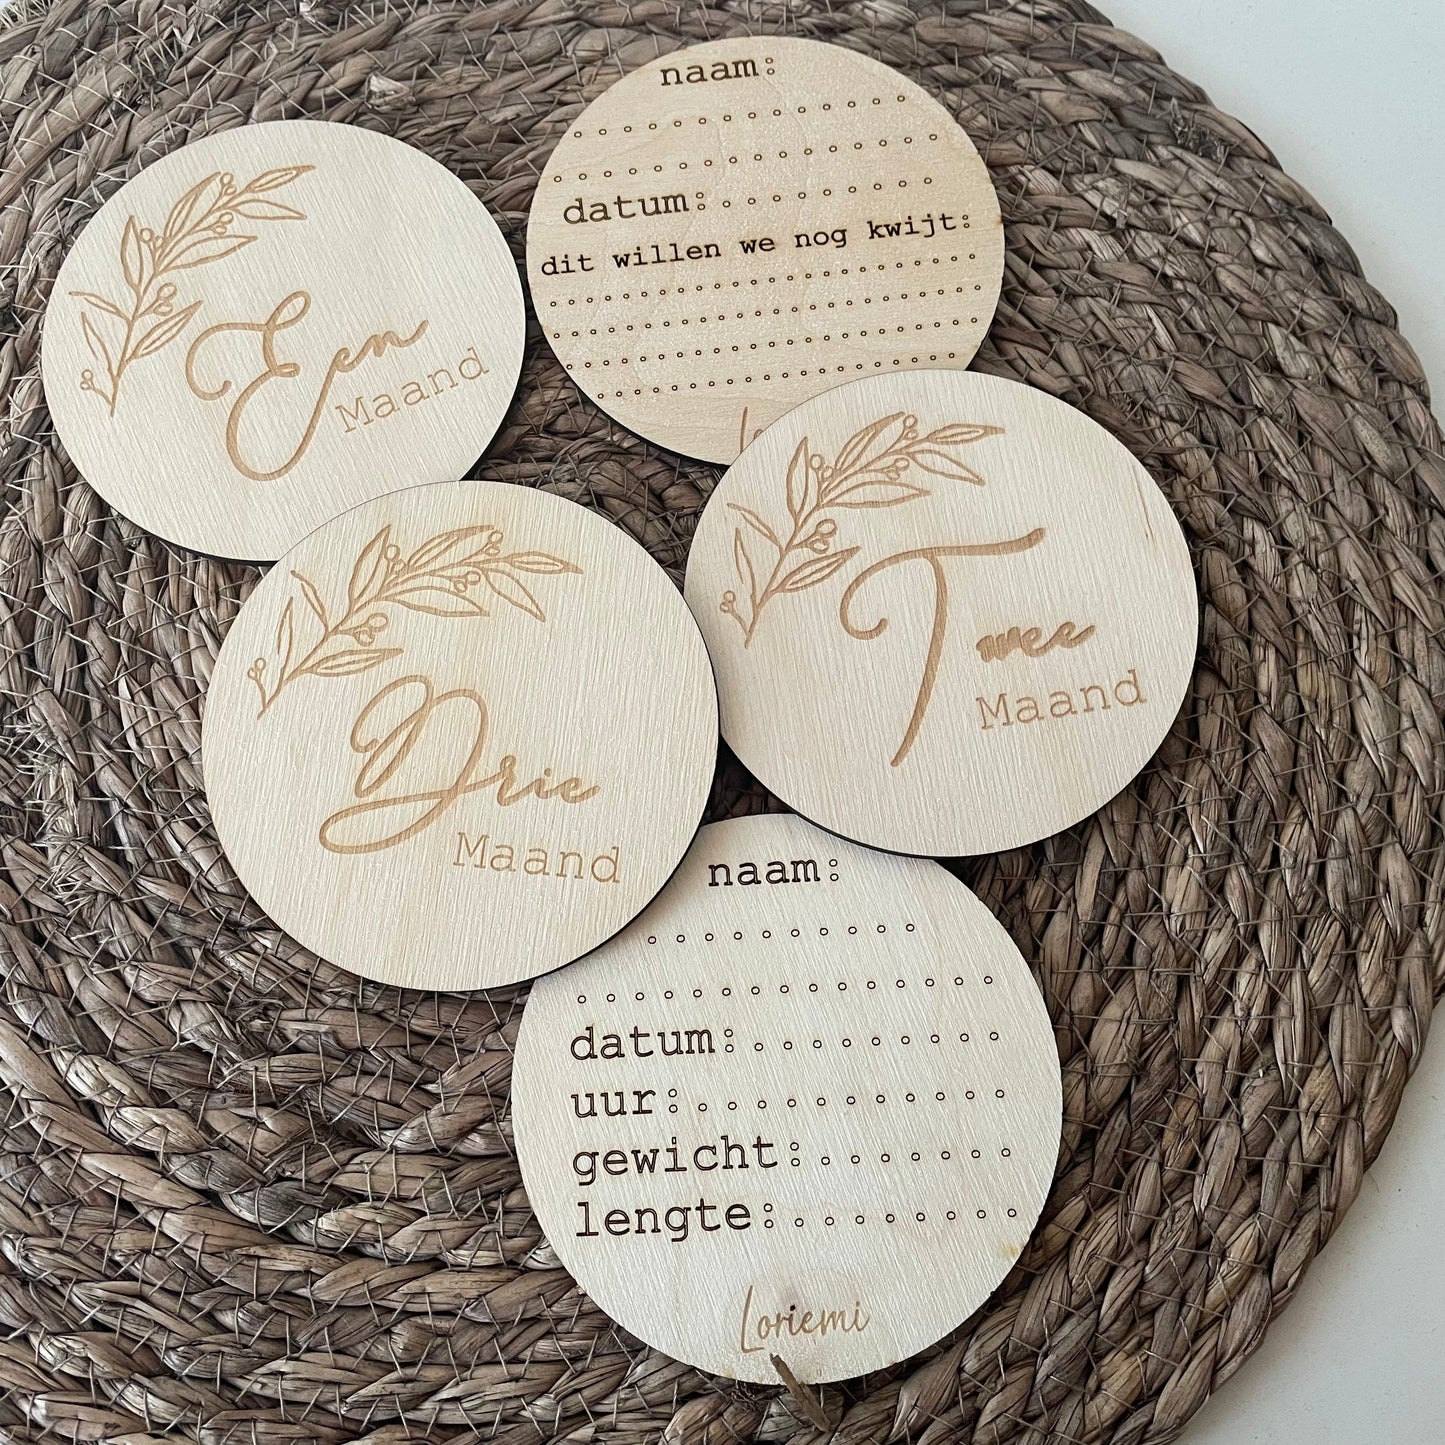 Een
Maand
naam:
datum:
dit willen we nog kwijt:
Drie
Maand
Twee
Maand
naam:
datum:
uur:
gewicht:
lengte:
Loriemi